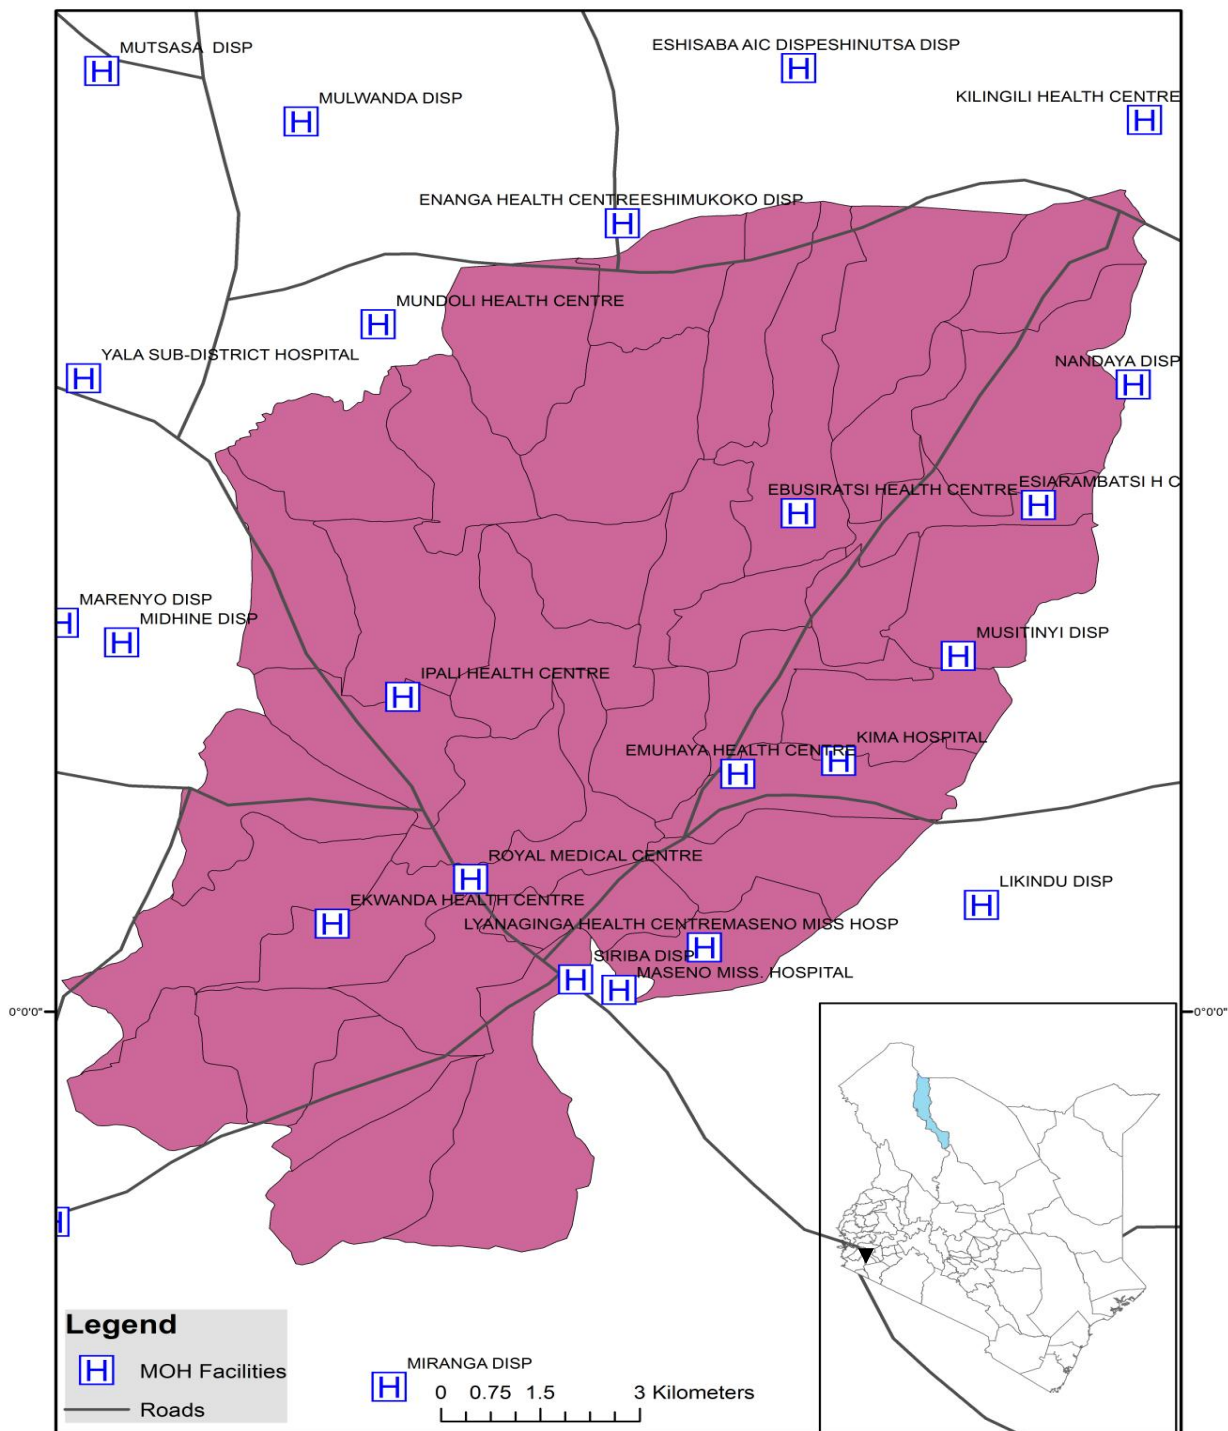 MUTSASA DISP
ESHISABA AIC DISPESHINUTSA DISP
MULWANDA DISP
KILINGILI HEALTH CENTRE
ENANGA HEALTH CENTREESHIMUKOKO DISP
MUNDOLI HEALTH CENTRE
YALA SUB-DISTRICT HOSPITAL
NANDAYA DISP
EBUSIRATSI HEALTH CENTRE
ESIARAMBATSI H C
MARENYO DISP
MIDHINE DISP
MUSITINYI DISP
IPALI HEALTH CENTRE
KIMA HOSPITAL
EMUHAYA HEALTH CENTRE
ROYAL MEDICAL CENTRE
LIKINDU DISP
EKWANDA HEALTH CENTRE
LYANAGINGA HEALTH CENTREMASENO MISS HOSP
SIRIBA DISP
MASENO MISS. HOSPITAL
0°0'0"
0°0'0"
Legend
H MOH Facilities
Roads
MIRANGA DISP
0 0.75 1.5 3 Kilometers